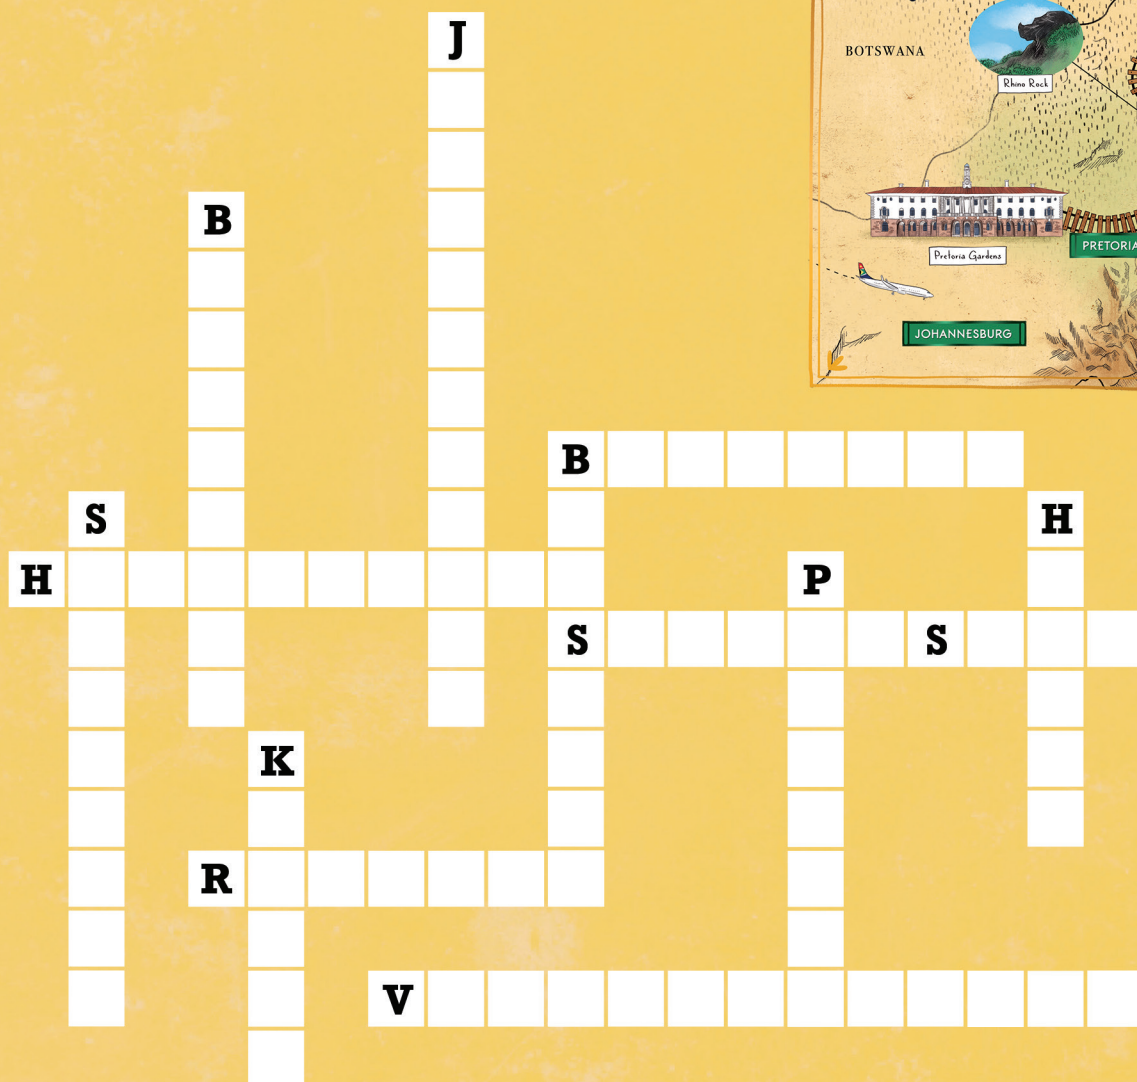 J
BOTSWANA
Rhino Rock
B
Pretoria Gardens
PRETORIA
JOHANNESBURG
B
S
H
H
P
S S
K
R
V